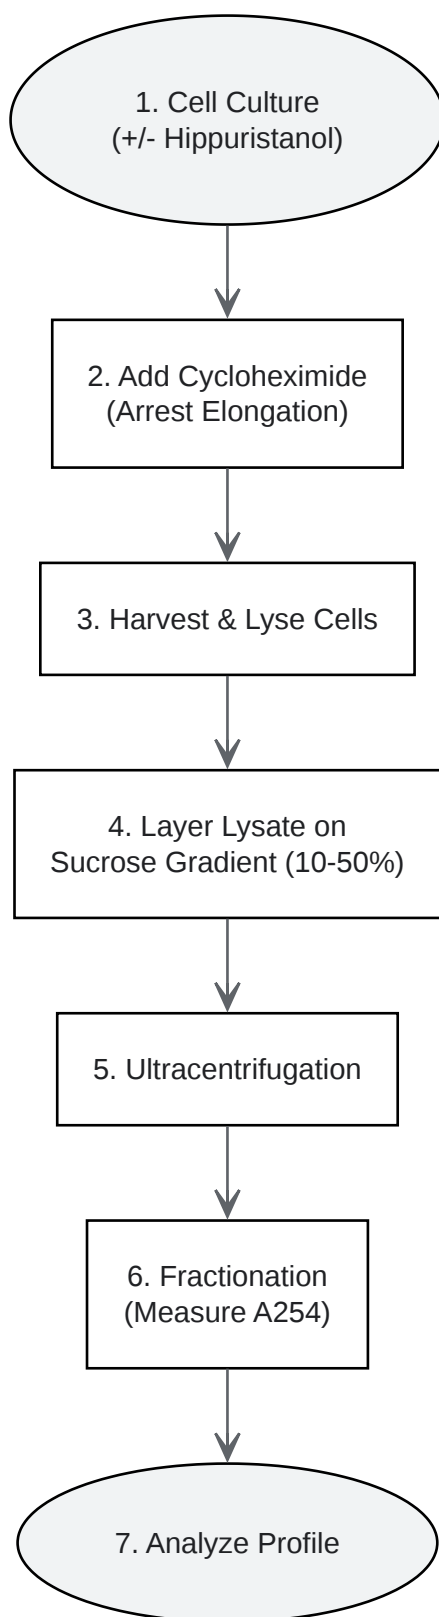 1. Cell Culture
(+/- Hippuristanol)
2. Add Cycloheximide
(Arrest Elongation)
3. Harvest & Lyse Cells
4. Layer Lysate on
Sucrose Gradient (10-50%)
5. Ultracentrifugation
6. Fractionation
(Measure A254)
7. Analyze Profile